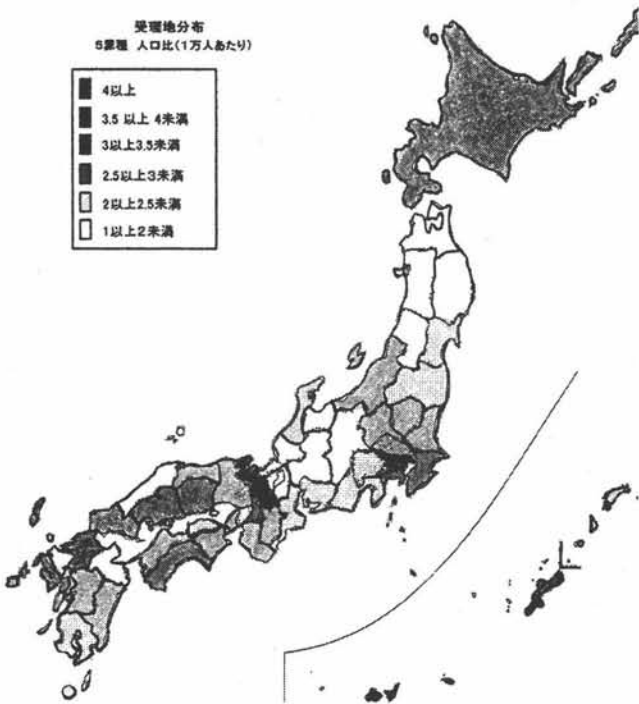 受理地分布
S業種 人口比(1万人あたり)
4以上
3.5 以上 4未満
3以上3.5未満
2.5以上3未満
2以上2.5未満
1以上2未満